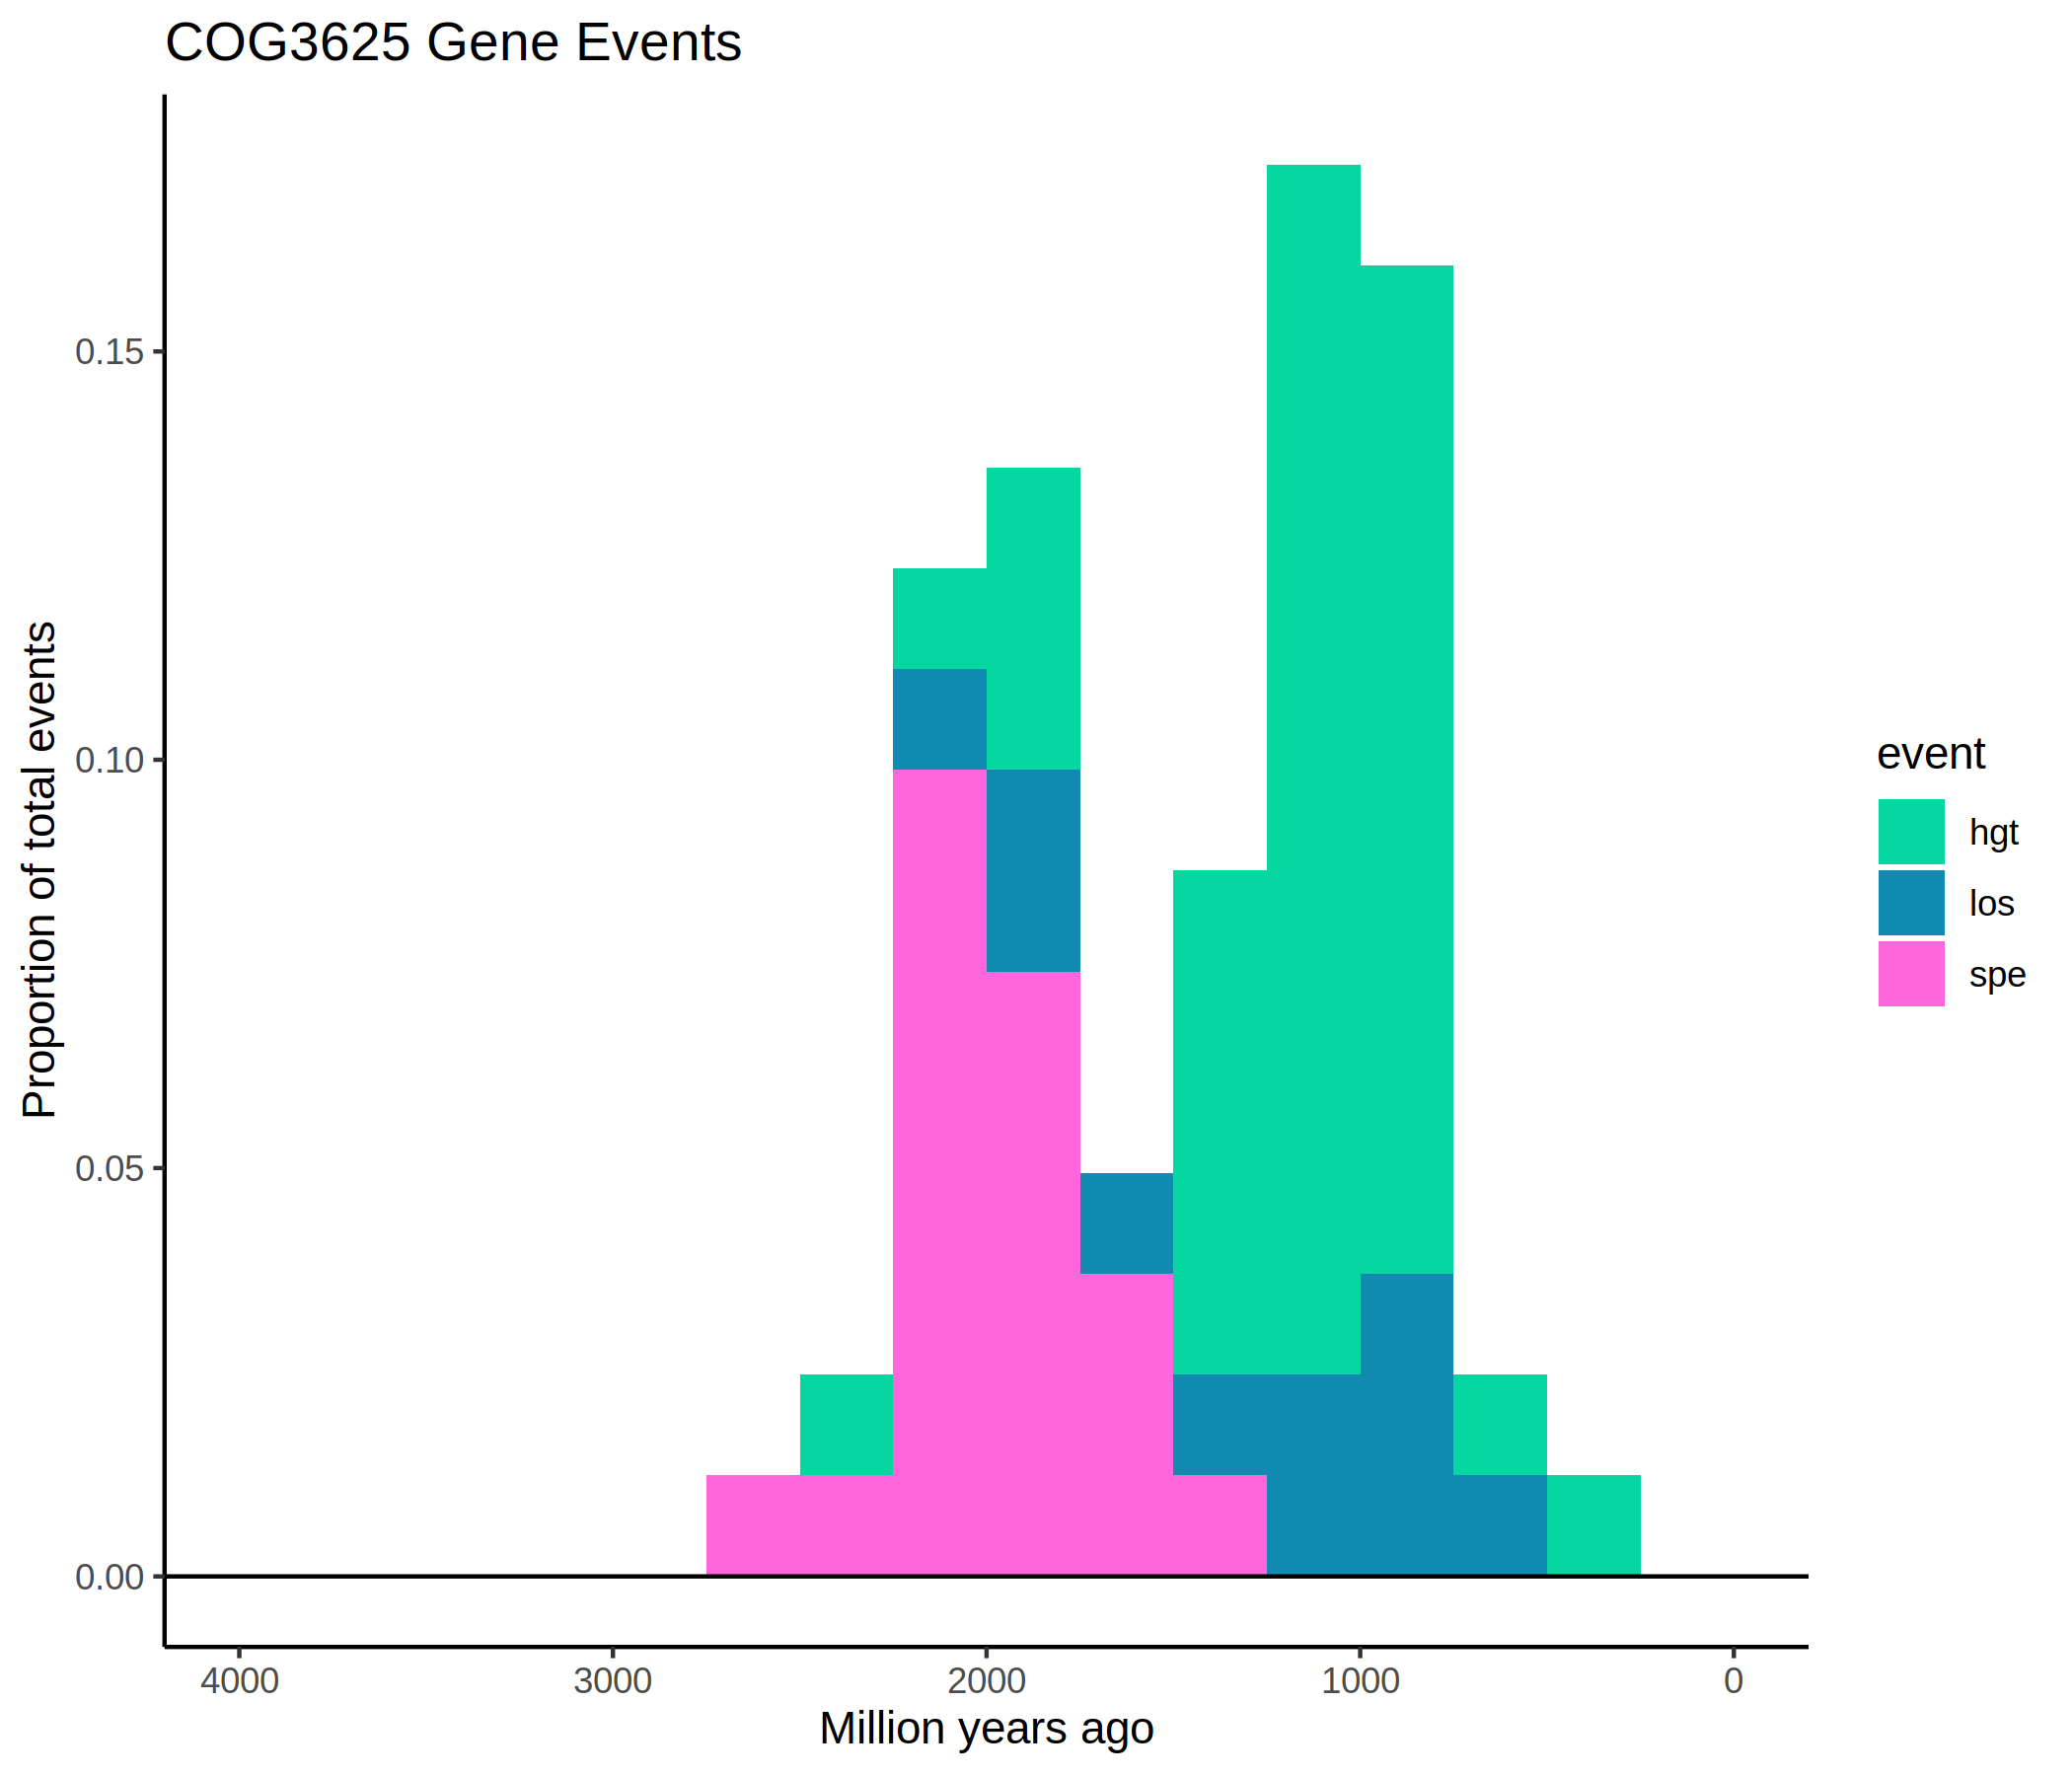 COG3625 Gene Events
Proportion of total events
0.15
0.10
0.05
0.00
4000 3000 2000 1000 0
Million years ago
event
hgt
los
spe